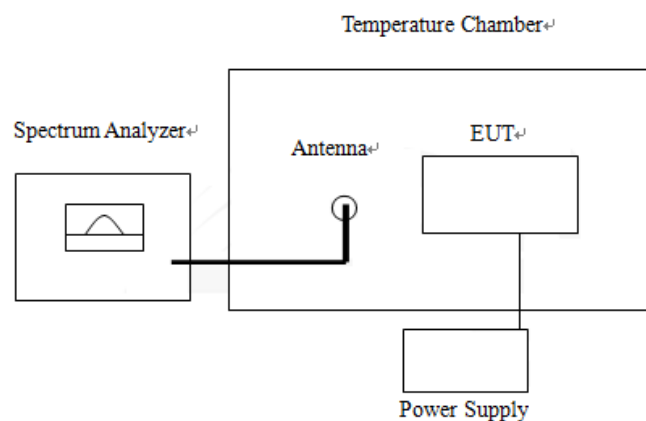 Temperature Chamber↵
Spectrum Analyzer↵
Antenna↵
EUT↵
Power Supply